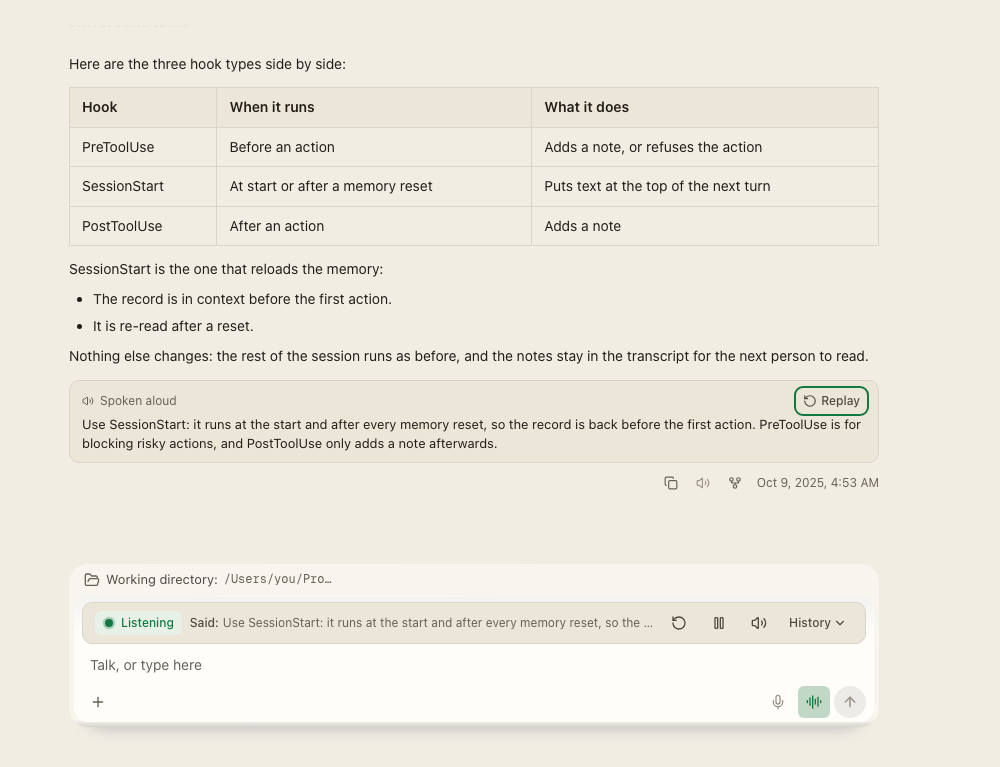 Here are the three hook types side by side:
Hook When it runs What it does
PreToolUse Before an action Adds a note, or refuses the action
SessionStart At start or after a memory reset Puts text at the top of the next turn
PostToolUse After an action Adds a note
SessionStart is the one that reloads the memory:
• The record is in context before the first action.
• It is re-read after a reset.
Nothing else changes: the rest of the session runs as before, and the notes stay in the transcript for the next person to read.
Spoken aloud Replay
Use SessionStart: it runs at the start and after every memory reset, so the record is back before the first action. PreToolUse is for
blocking risky actions, and PostToolUse only adds a note afterwards.
Oct 9, 2025, 4:53 AM
Working directory: /Users/you/Pro…
Listening Said: Use SessionStart: it runs at the start and after every memory reset, so the ... History
Talk, or type here